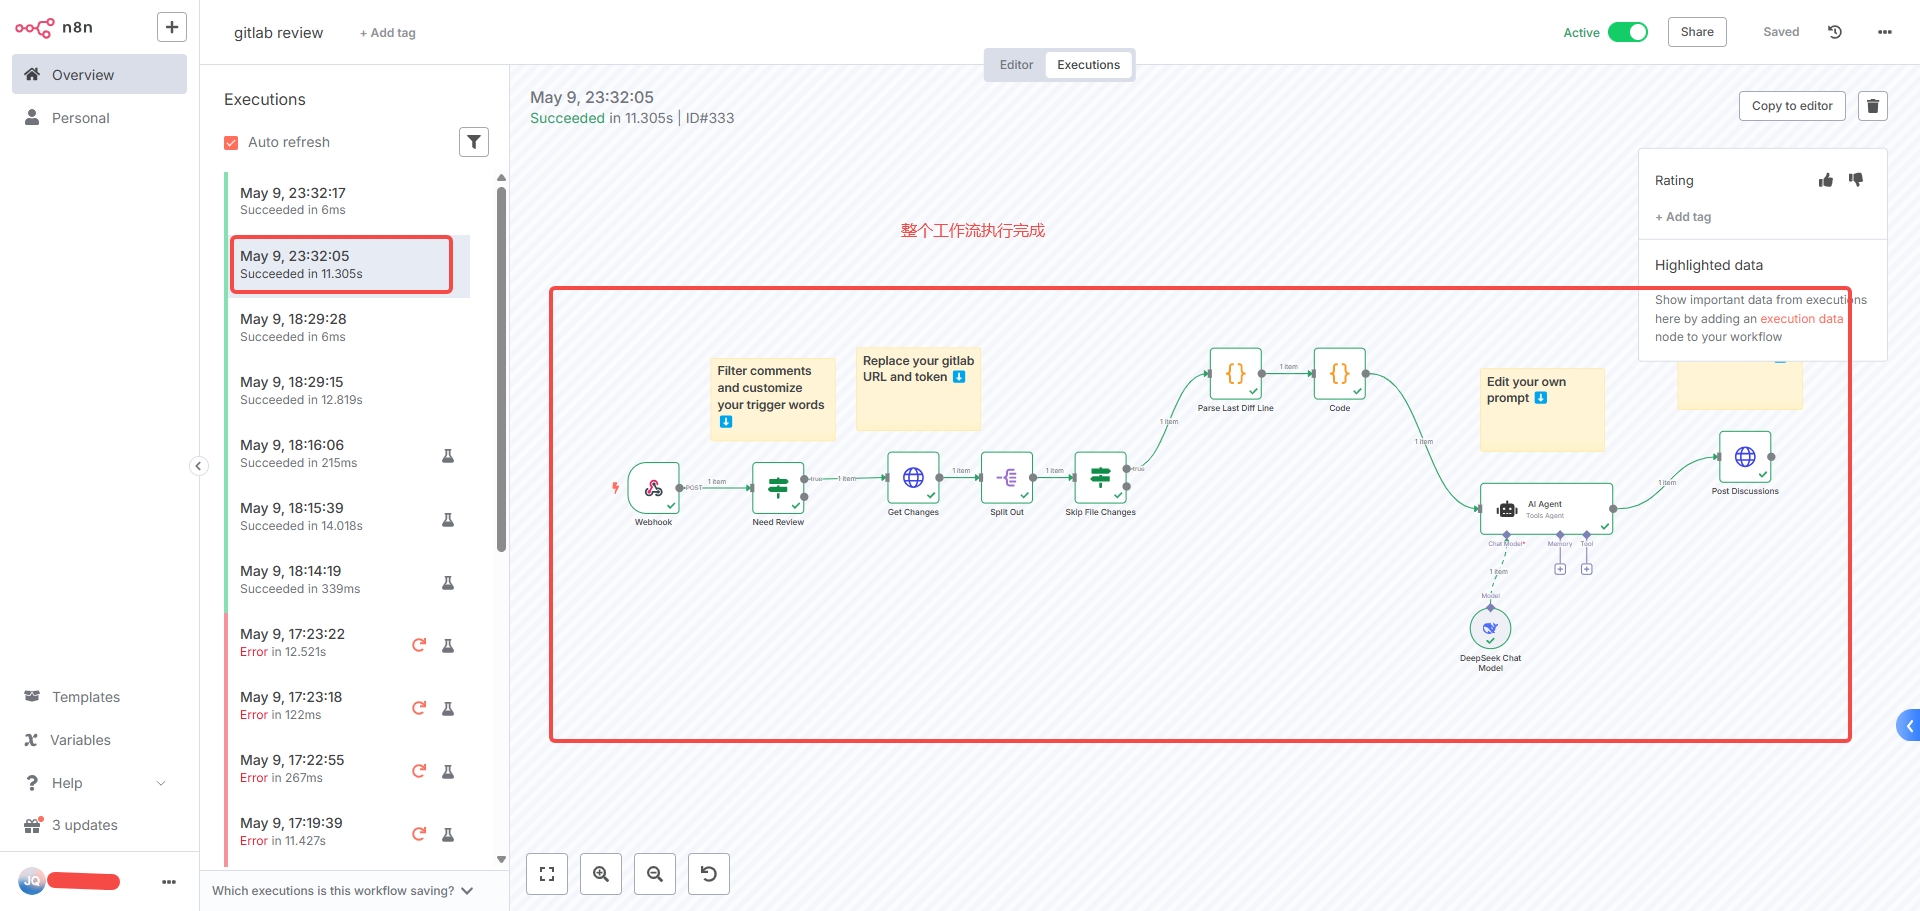 n8n
+
gitlab review
+ Add tag
Active
Share
Saved
Editor
Executions
Overview
Personal
Templates
Variables
Help
3 updates
JQ
Executions
Auto refresh
May 9, 23:32:17
Succeeded in 6ms
May 9, 23:32:05
Succeeded in 11.305s
May 9, 18:29:28
Succeeded in 6ms
May 9, 18:29:15
Succeeded in 12.819s
May 9, 18:16:06
Succeeded in 215ms
May 9, 18:15:39
Succeeded in 14.018s
May 9, 18:14:19
Succeeded in 339ms
May 9, 17:23:22
Error in 12.521s
May 9, 17:23:18
Error in 122ms
May 9, 17:22:55
Error in 267ms
May 9, 17:19:39
Error in 11.427s
Which executions is this workflow saving?
May 9, 23:32:05
Succeeded in 11.305s | ID#333
Copy to editor
Rating
+ Add tag
Highlighted data
Show important data from executions
here by adding an execution data
node to your workflow
整个工作流执行完成
Filter comments
and customize
your trigger words
Replace your gitlab
URL and token
Edit your own
prompt
Webhook
POST
1 item
Need Review
true
1 item
Get Changes
1 item
Split Out
1 item
Skip File Changes
true
1 item
Parse Last Diff Line
1 item
Code
1 item
AI Agent
Tools Agent
Chat Model*
Memory
Tool
1 item
Model
DeepSeek Chat
Model
1 item
Post Discussions